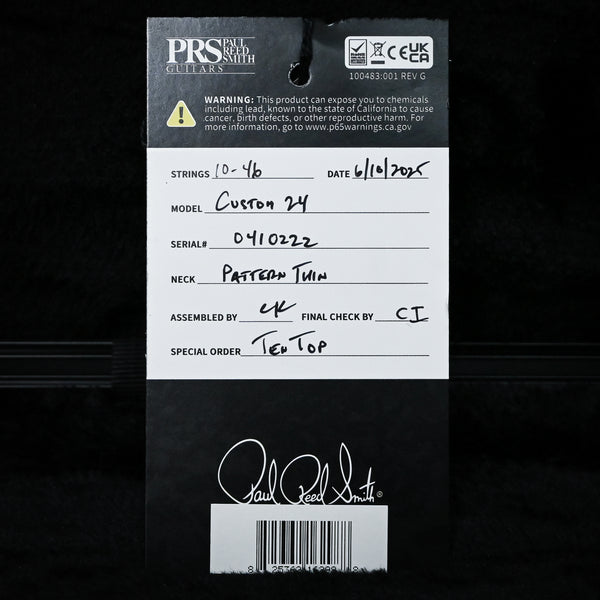 PRS PAUL REED SMITH
GUITARS
UK CA
100483:001 REV G
WARNING: This product can expose you to chemicals
including lead, known to the state of California to cause
cancer, birth defects, or other reproductive harm. For
more information, go to www.p65warnings.ca.gov
STRINGS 10-46 DATE 6/10/2025
MODEL Custom 24
SERIAL# 0410222
NECK Pattern Thin
ASSEMBLED BY CK FINAL CHECK BY CI
SPECIAL ORDER Ten Top
Paul Reed Smith®